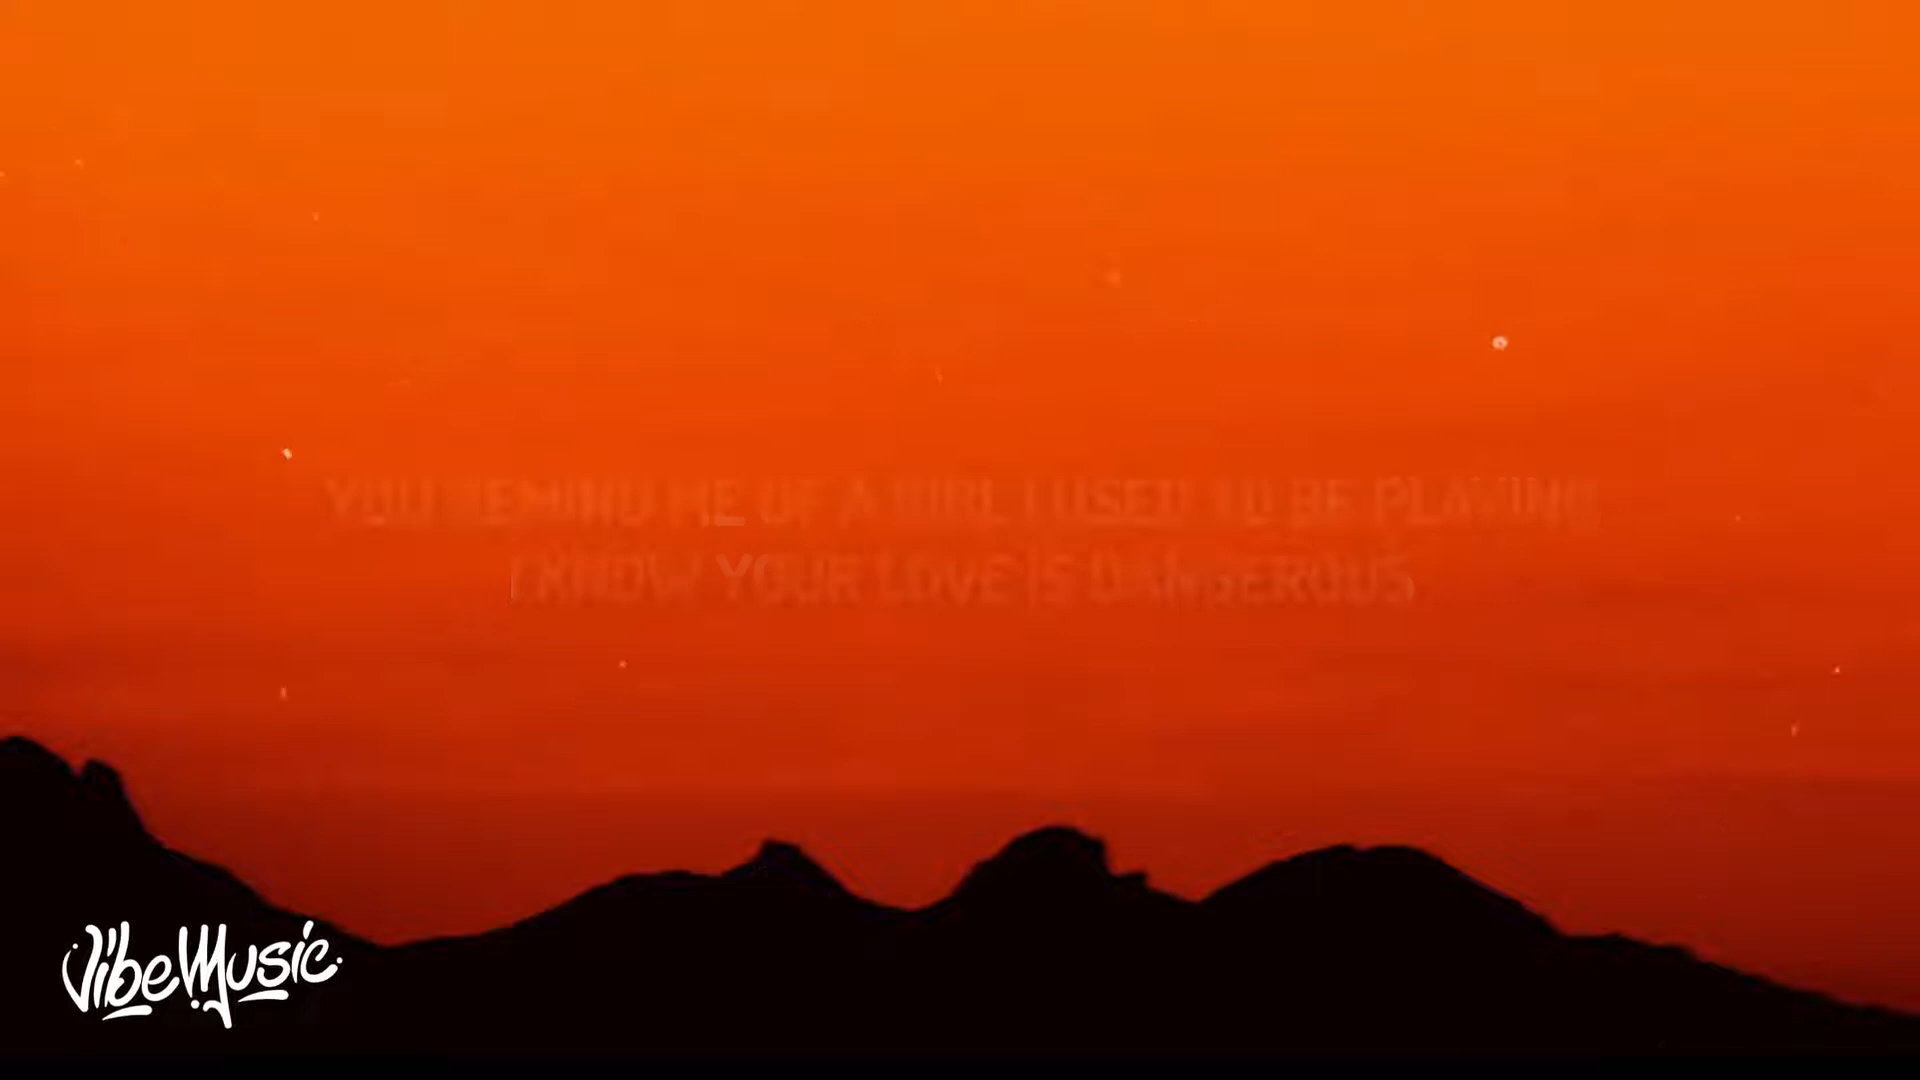 YOU REMIND ME OF A GIRL I USED TO BE PLAYING
I KNOW YOUR LOVE IS DANGEROUS
VibeMusic